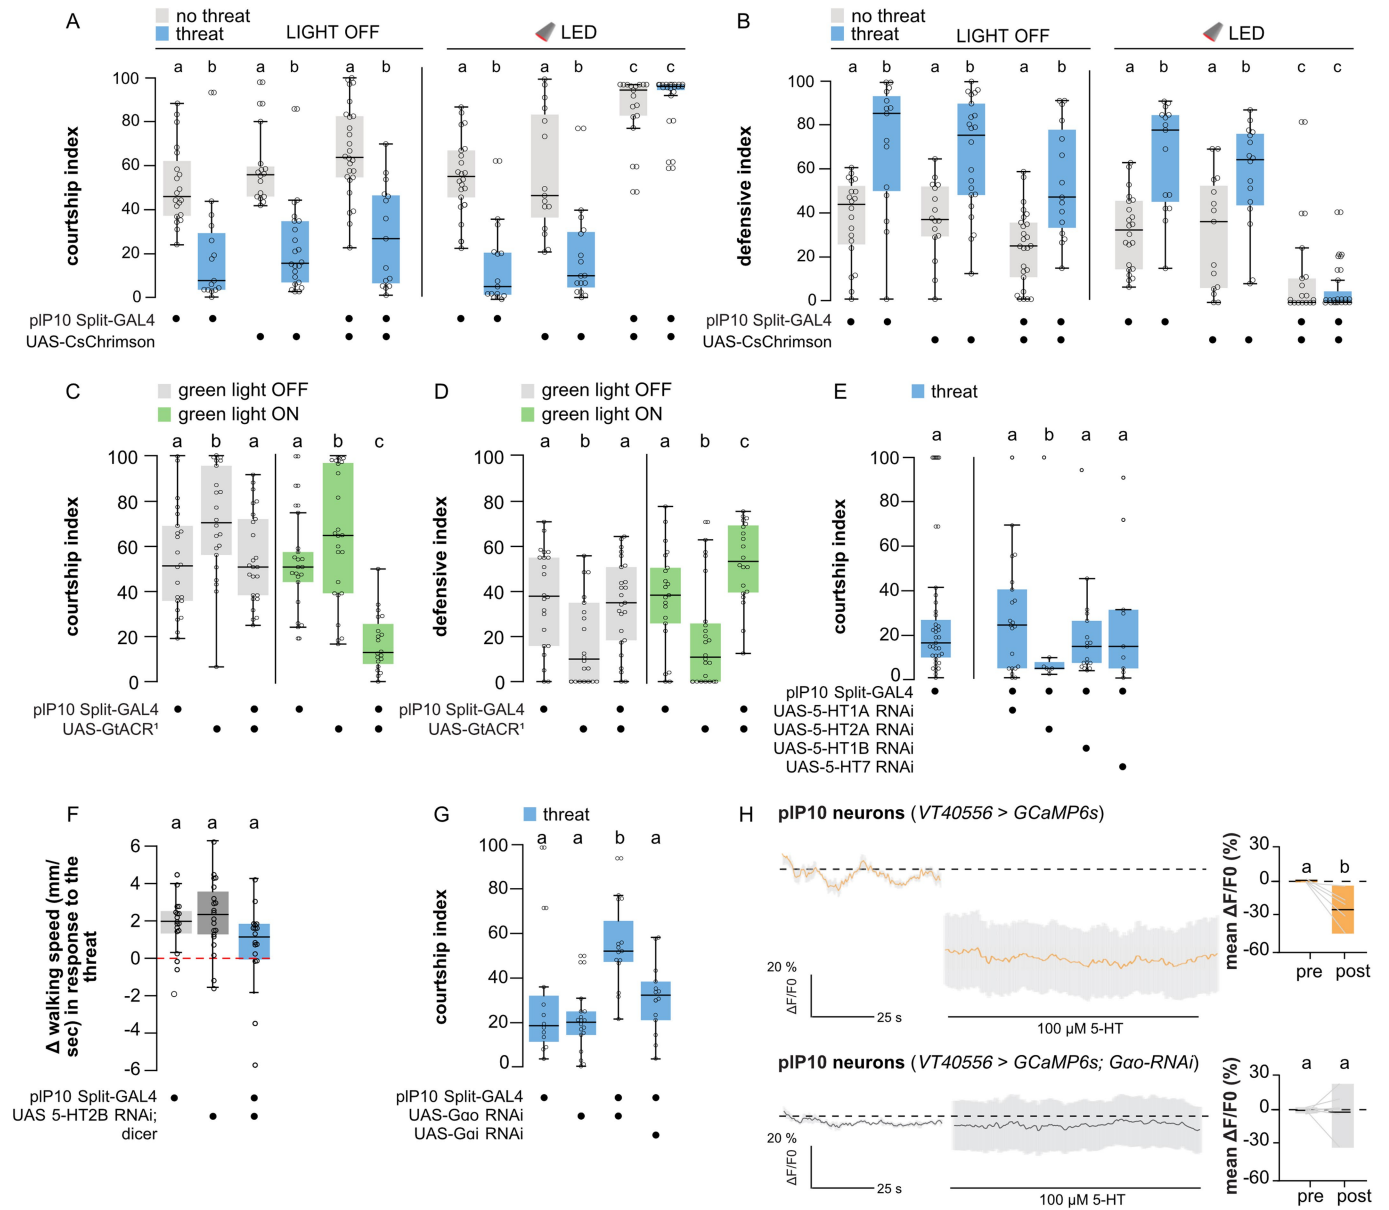 A
no threat
threat
LIGHT OFF
LED
a b a b a b a b a b c c
courtship index
100
80
60
40
20
0
pIP10 Split-GAL4
UAS-CsChrimson
B
no threat
threat
LIGHT OFF
LED
a b a b a b a b a b c c
defensive index
100
80
60
40
20
0
pIP10 Split-GAL4
UAS-CsChrimson
C
green light OFF
green light ON
a b a a b c
courtship index
100
80
60
40
20
0
pIP10 Split-GAL4
UAS-GtACR¹
D
green light OFF
green light ON
a b a a b c
defensive index
100
80
60
40
20
0
pIP10 Split-GAL4
UAS-GtACR¹
E
threat
a a b a a
courtship index
100
80
60
40
20
0
pIP10 Split-GAL4
UAS-5-HT1A RNAi
UAS-5-HT2A RNAi
UAS-5-HT1B RNAi
UAS-5-HT7 RNAi
F
a a a
Δ walking speed (mm/
sec) in response to the
threat
6
4
2
0
-2
-4
-6
pIP10 Split-GAL4
UAS 5-HT2B RNAi;
dicer
G
threat
a a b a
courtship index
100
80
60
40
20
0
pIP10 Split-GAL4
UAS-Gαo RNAi
UAS-Gαi RNAi
H
pIP10 neurons (VT40556 > GCaMP6s)
20 %
ΔF/F0
25 s
100 µM 5-HT
mean ΔF/F0 (%)
30
0
-30
-60
a b
pre post
pIP10 neurons (VT40556 > GCaMP6s; Gαo-RNAi)
20 %
ΔF/F0
25 s
100 µM 5-HT
mean ΔF/F0 (%)
30
0
-30
-60
a a
pre post